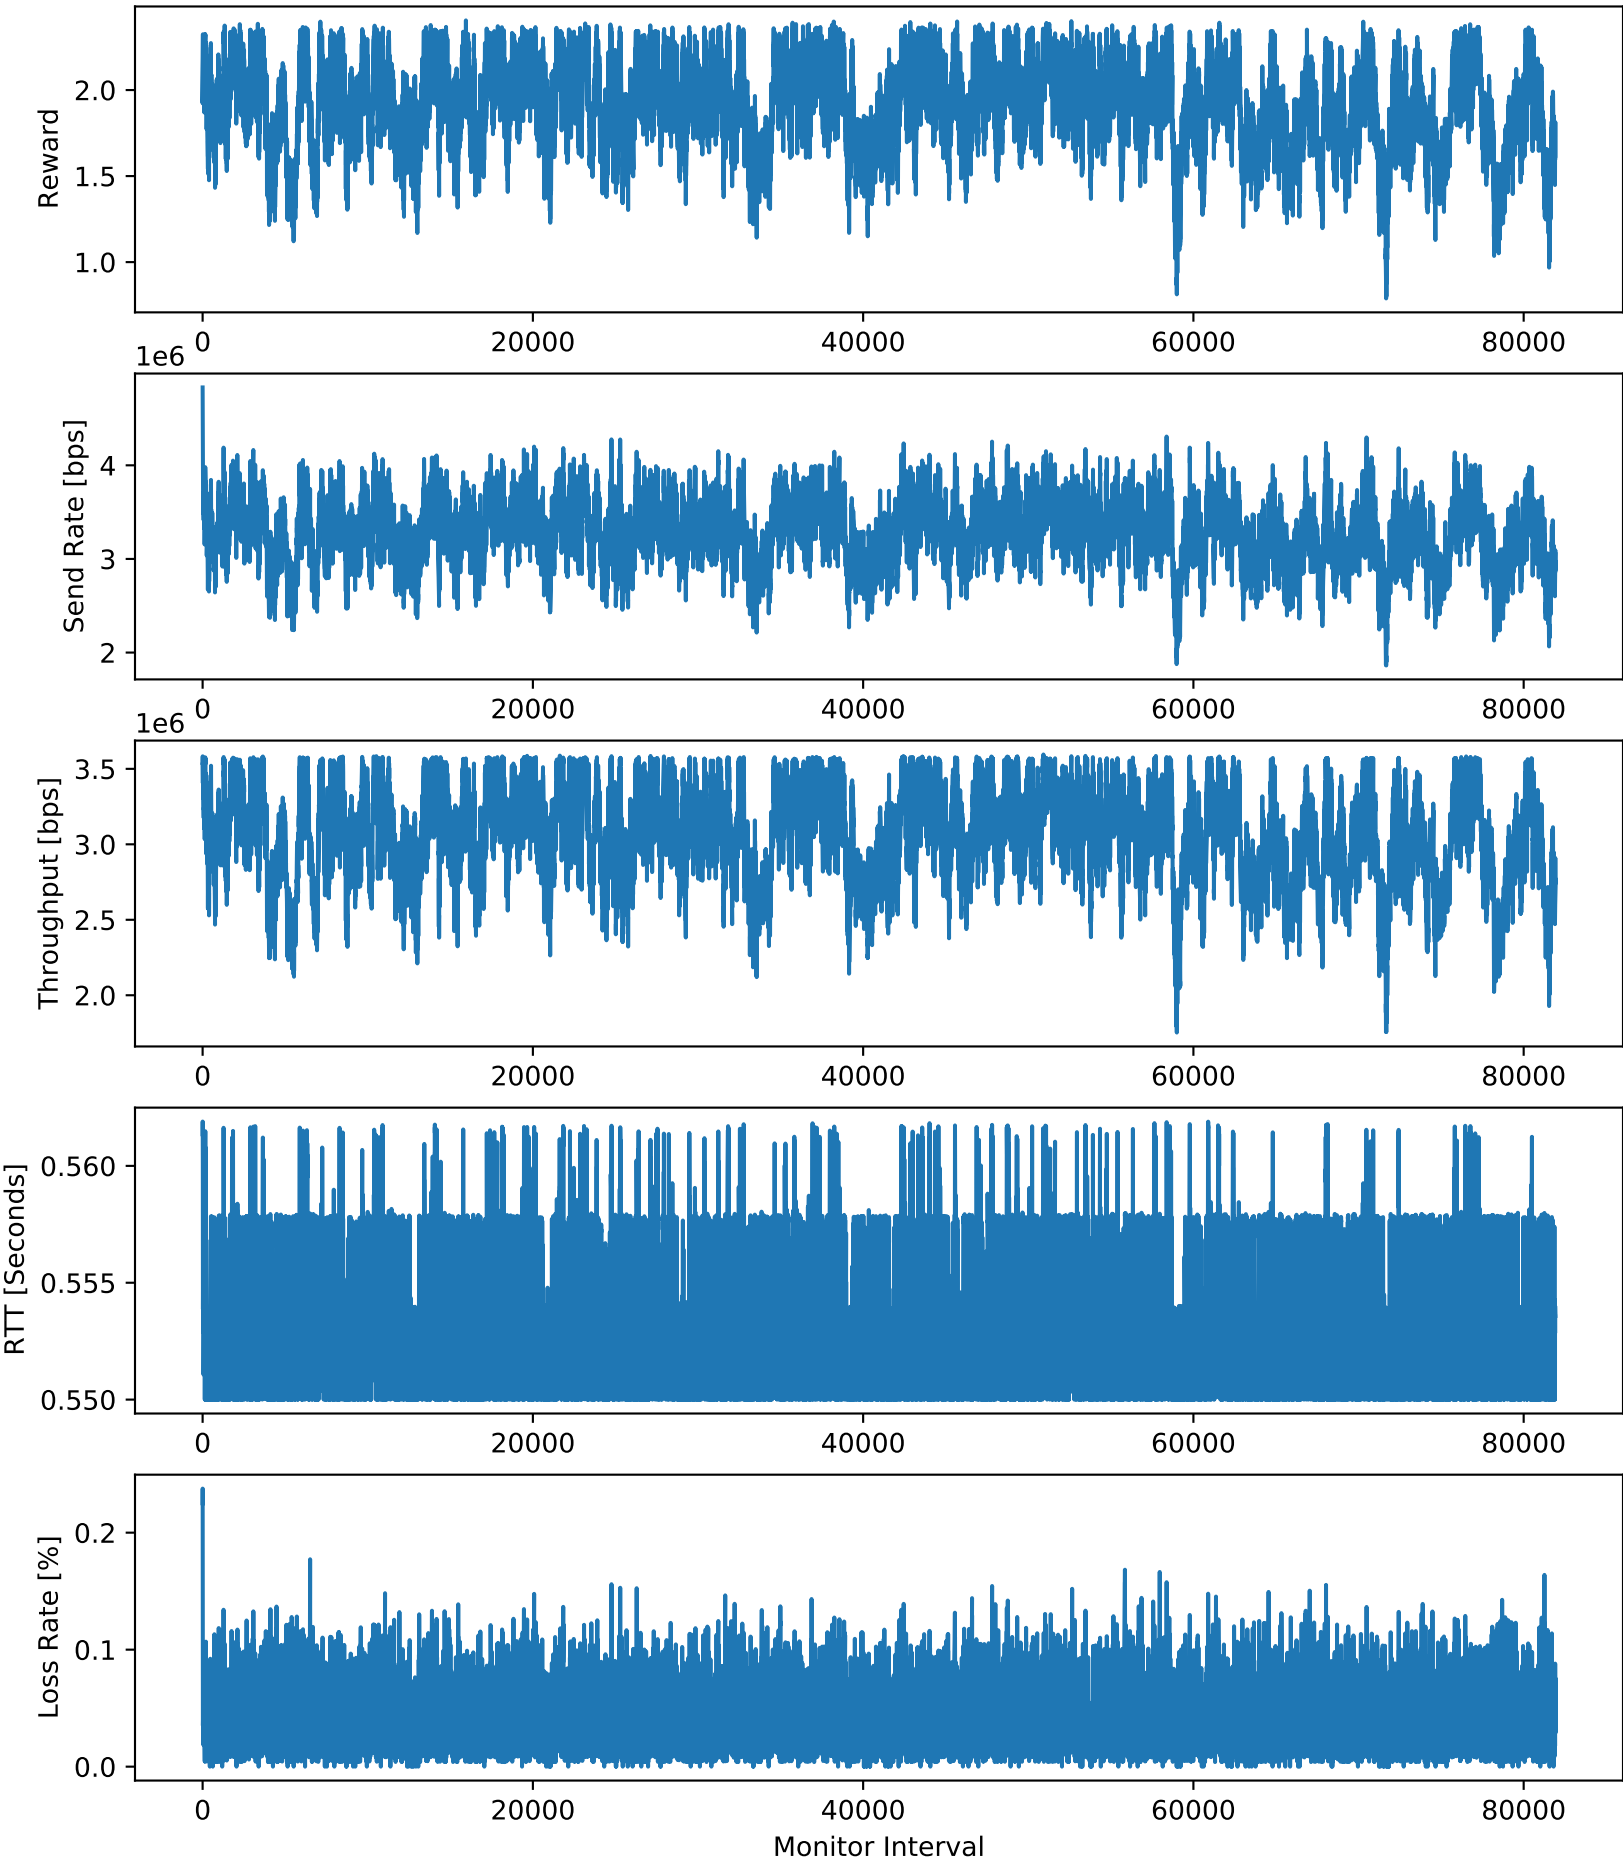 Reward
2.0
1.5
1.0
0 20000 40000 60000 80000
1e6
Send Rate [bps]
4
3
2
0 20000 40000 60000 80000
1e6
Throughput [bps]
3.5
3.0
2.5
2.0
0 20000 40000 60000 80000
RTT [Seconds]
0.560
0.555
0.550
0 20000 40000 60000 80000
Loss Rate [%]
0.2
0.1
0.0
0 20000 40000 60000 80000
Monitor Interval